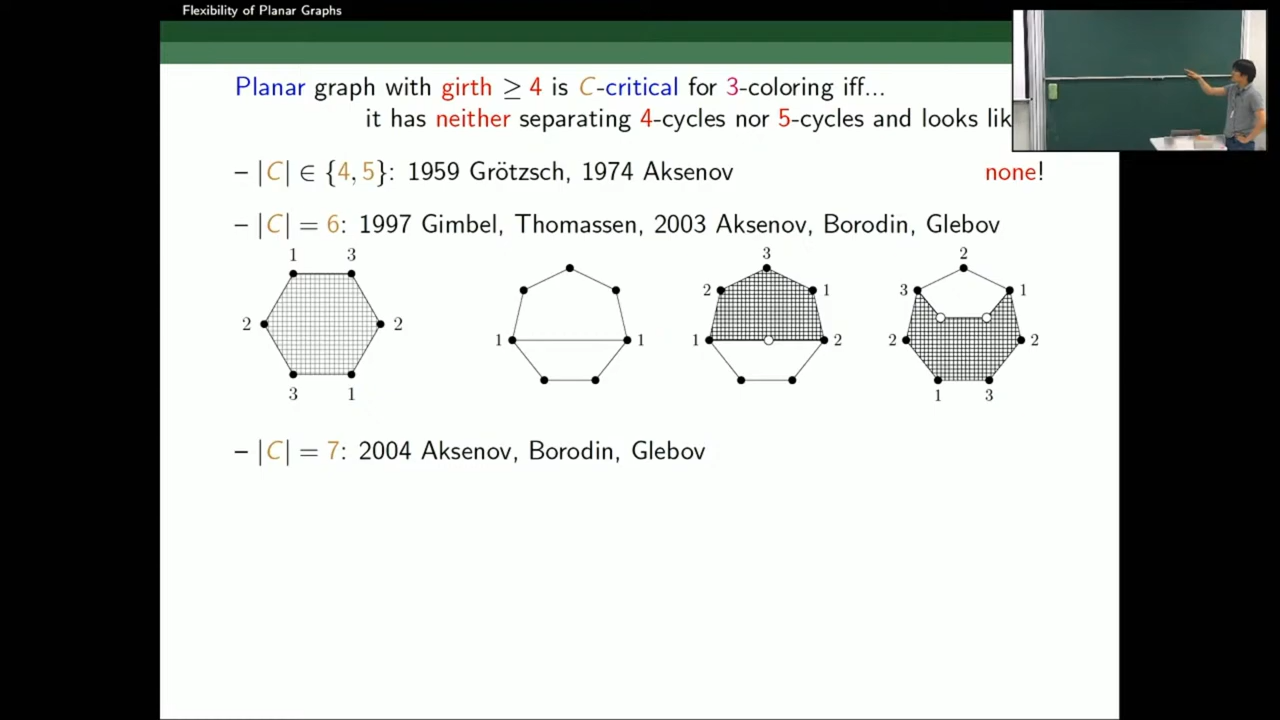 Flexibility of Planar Graphs
Planar graph with girth ≥ 4 is C-critical for 3-coloring iff...
it has neither separating 4-cycles nor 5-cycles and looks lik
– |C| ∈ {4, 5}: 1959 Grötzsch, 1974 Aksenov none!
– |C| = 6: 1997 Gimbel, Thomassen, 2003 Aksenov, Borodin, Glebov
1 3
2 2
3 1
1 1
3
2 1
1 2
2
3 1
2 2
1 3
– |C| = 7: 2004 Aksenov, Borodin, Glebov